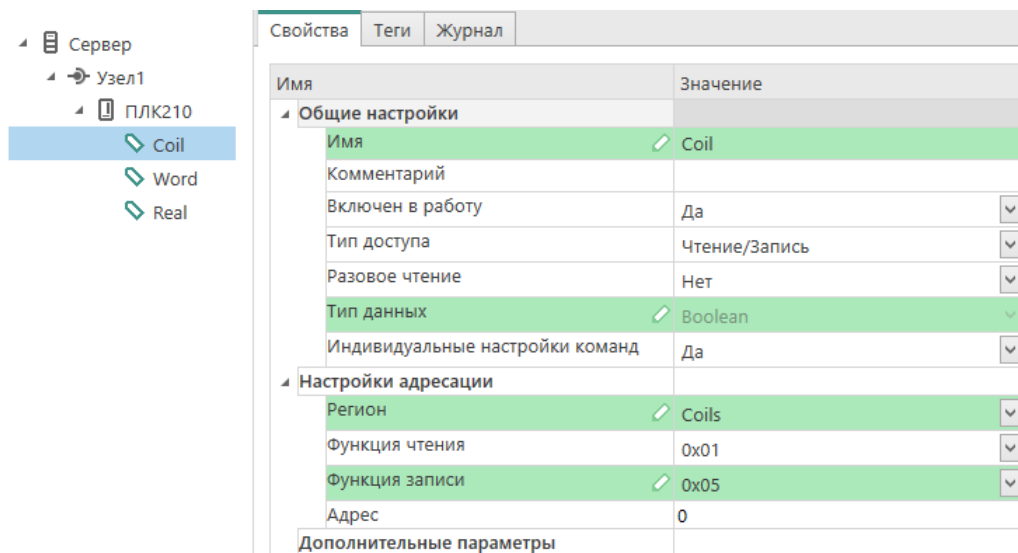 Сервер
Узел1
ПЛК210
Coil
Word
Real
Свойства Теги Журнал
Имя Значение
Общие настройки
Имя Coil
Комментарий
Включен в работу Да
Тип доступа Чтение/Запись
Разовое чтение Нет
Тип данных Boolean
Индивидуальные настройки команд Да
Настройки адресации
Регион Coils
Функция чтения 0x01
Функция записи 0x05
Адрес 0
Дополнительные параметры